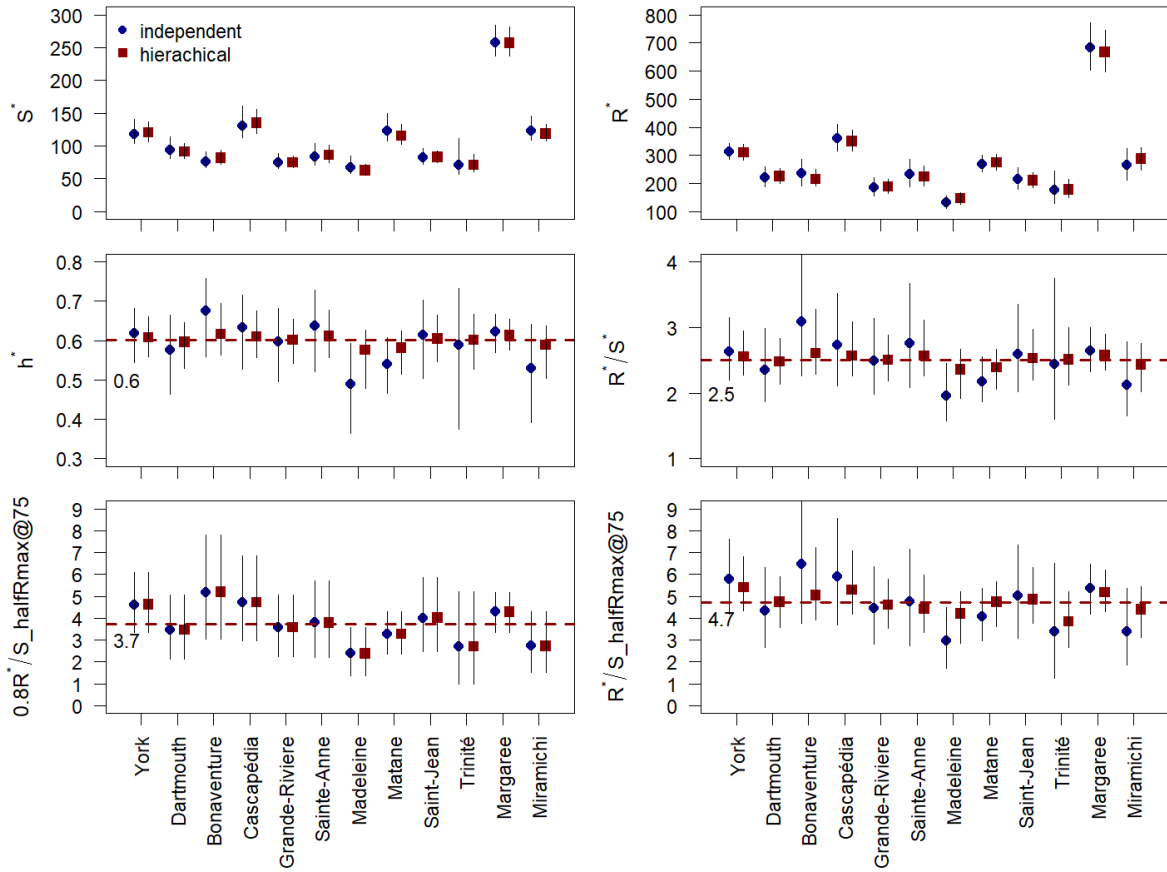 S*
300
250
200
150
100
50
0
independent
hierachical
R*
800
700
600
500
400
300
200
100
h*
0.8
0.7
0.6
0.5
0.4
0.3
0.6
R*/S*
4
3
2
1
2.5
0.8R*/S_halfRmax@75
9
8
7
6
5
4
3
2
1
0
3.7
York
Dartmouth
Bonaventure
Cascapédia
Grande-Riviere
Sainte-Anne
Madeleine
Matane
Saint-Jean
Trinité
Margaree
Miramichi
R*/S_halfRmax@75
9
8
7
6
5
4
3
2
1
0
4.7
York
Dartmouth
Bonaventure
Cascapédia
Grande-Riviere
Sainte-Anne
Madeleine
Matane
Saint-Jean
Trinité
Margaree
Miramichi